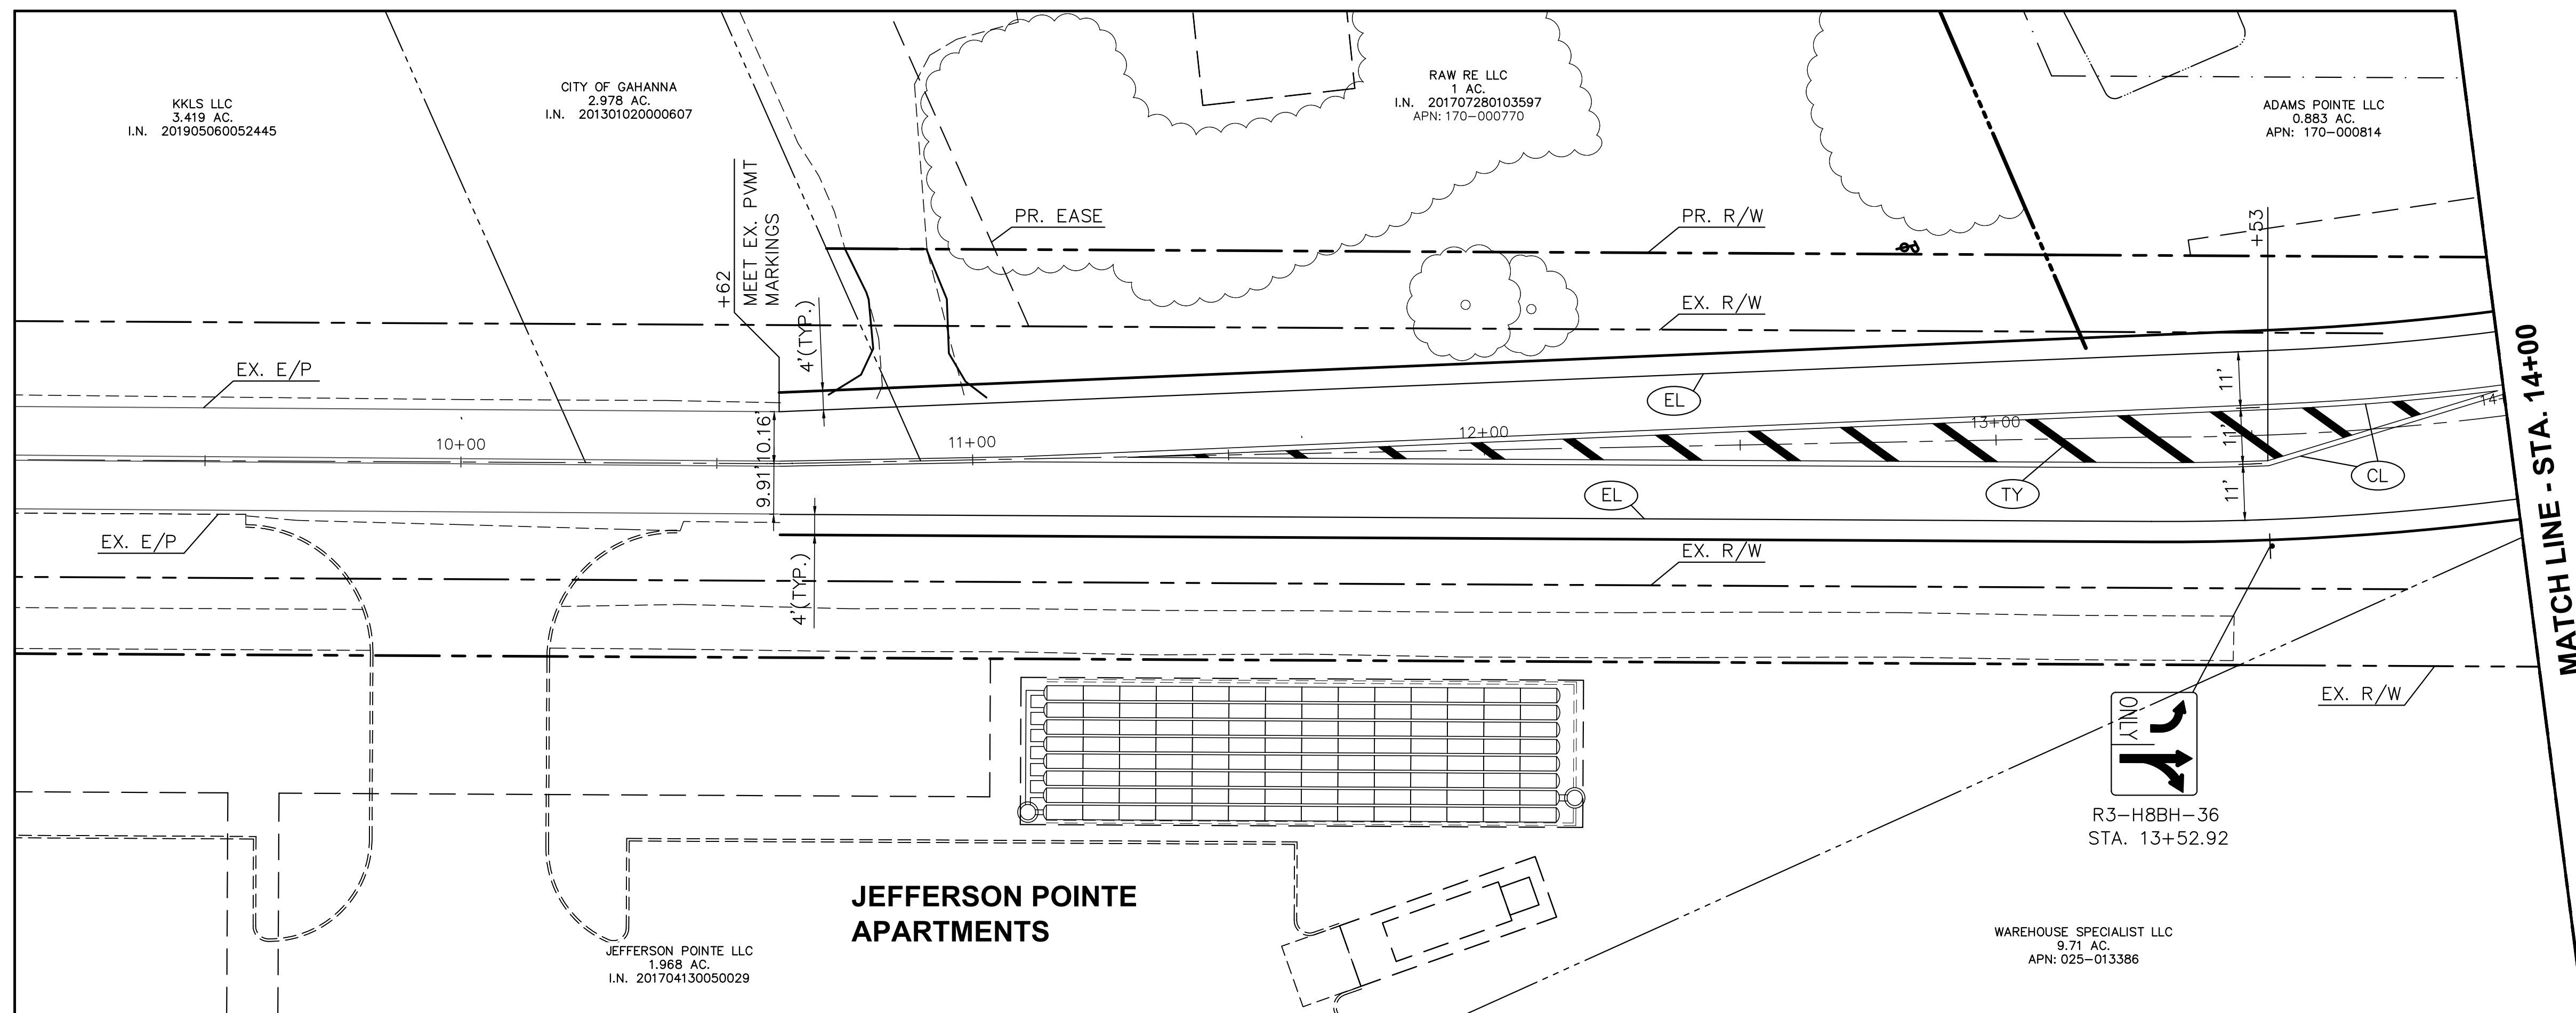 KKLS LLC
3.419 AC.
I.N. 201905060052445
CITY OF GAHANNA
2.978 AC.
I.N. 201301020000607
RAW RE LLC
1 AC.
I.N. 201707280103597
APN: 170-000770
ADAMS POINTE LLC
0.883 AC.
APN: 170-000814
+62
MEET EX. PVMT
MARKINGS
PR. EASE
PR. R/W
+53
EX. R/W
4'(TYP.)
EX. E/P
EL
11'
10+00
11+00
12+00
13+00
14
10.16'
9.91'
11'
11'
EL
TY
CL
EX. E/P
EX. R/W
4'(TYP.)
MATCH LINE - STA. 14+00
EX. R/W
ONLY
R3-H8BH-36
STA. 13+52.92
JEFFERSON POINTE
APARTMENTS
JEFFERSON POINTE LLC
1.968 AC.
I.N. 201704130050029
WAREHOUSE SPECIALIST LLC
9.71 AC.
APN: 025-013386